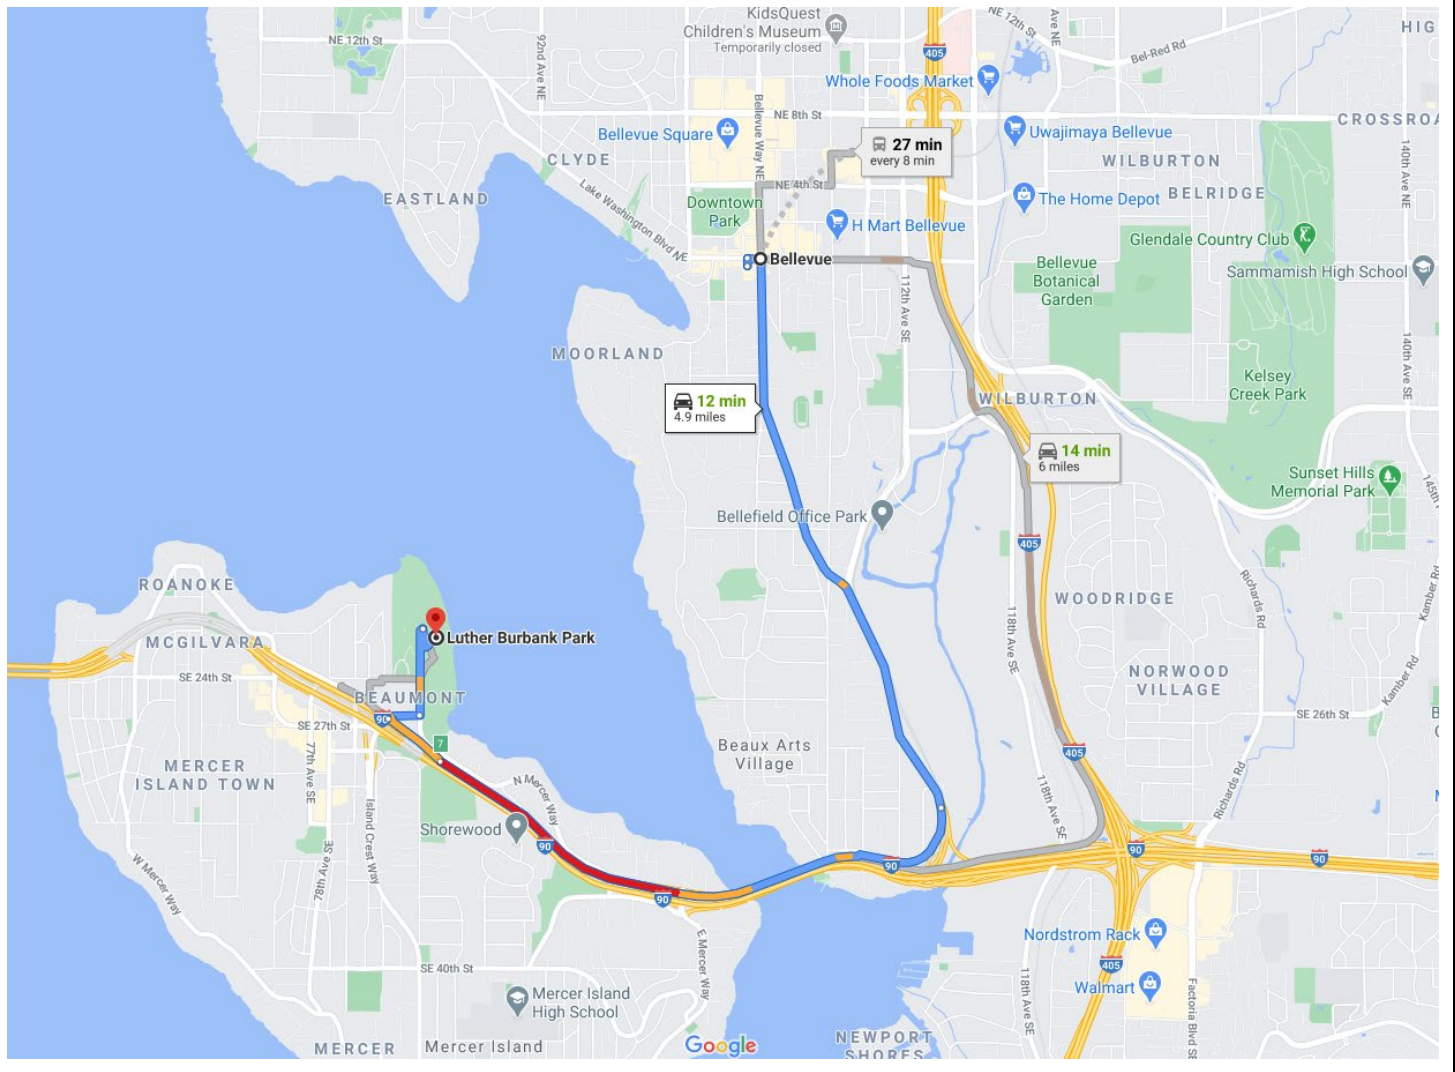 KidsQuest
Children's Museum
Temporarily closed
NE 12th St
NE 12th St
Ave NE
HIG
NE 12th St
92nd Ave NE
405
Bel-Red Rd
Whole Foods Market
Bellevue Way NE
NE 8th St
CROSSROA
Bellevue Square
Uwajimaya Bellevue
27 min
every 8 min
CLYDE
WILBURTON
140th Ave NE
EASTLAND
Lake Washington Blvd NE
NE 4th St
The Home Depot
BELRIDGE
Downtown
Park
H Mart Bellevue
Glendale Country Club
Bellevue
Bellevue
Botanical
Garden
Sammamish High School
112th Ave SE
140th Ave SE
MOORLAND
Kelsey
Creek Park
12 min
4.9 miles
WILBURTON
14 min
6 miles
Sunset Hills
Memorial Park
145th
Bellefield Office Park
405
ROANOKE
Richards Rd
Kamber Rd
WOODRIDGE
118th Ave SE
Luther Burbank Park
MCGILVARA
SE 24th St
BEAUMONT
NORWOOD
VILLAGE
Kamber Rd
90
SE 27th St
SE 26th St
7
Beaux Arts
Village
405
77th Ave SE
MERCER
ISLAND TOWN
N Mercer Way
118th Ave SE
Richards Rd
Island Crest Way
Shorewood
90
90
90
90
W Mercer Way
78th Ave SE
90
E Mercer Way
Nordstrom Rack
SE 40th St
405
118th Ave SE
Walmart
Factoria Blvd SE
Mercer Island
High School
MERCER
Mercer Island
Google
NEWPORT
SHORES